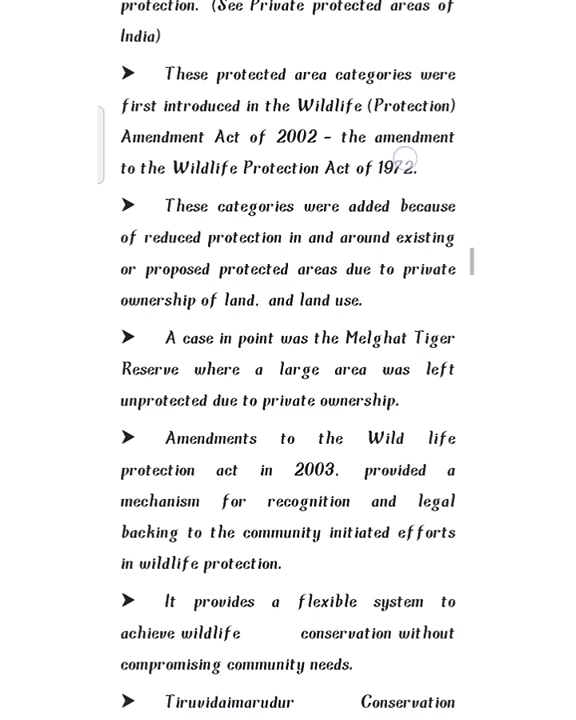 protection. (See Private protected areas of
India)
➤ These protected area categories were
first introduced in the Wildlife (Protection)
Amendment Act of 2002 - the amendment
to the Wildlife Protection Act of 1972.
➤ These categories were added because
of reduced protection in and around existing
or proposed protected areas due to private
ownership of land, and land use.
➤ A case in point was the Melghat Tiger
Reserve where a large area was left
unprotected due to private ownership.
➤ Amendments to the Wild life
protection act in 2003, provided a
mechanism for recognition and legal
backing to the community initiated efforts
in wildlife protection.
➤ It provides a flexible system to
achieve wildlife conservation without
compromising community needs.
➤ Tiruvidaimarudur Conservation